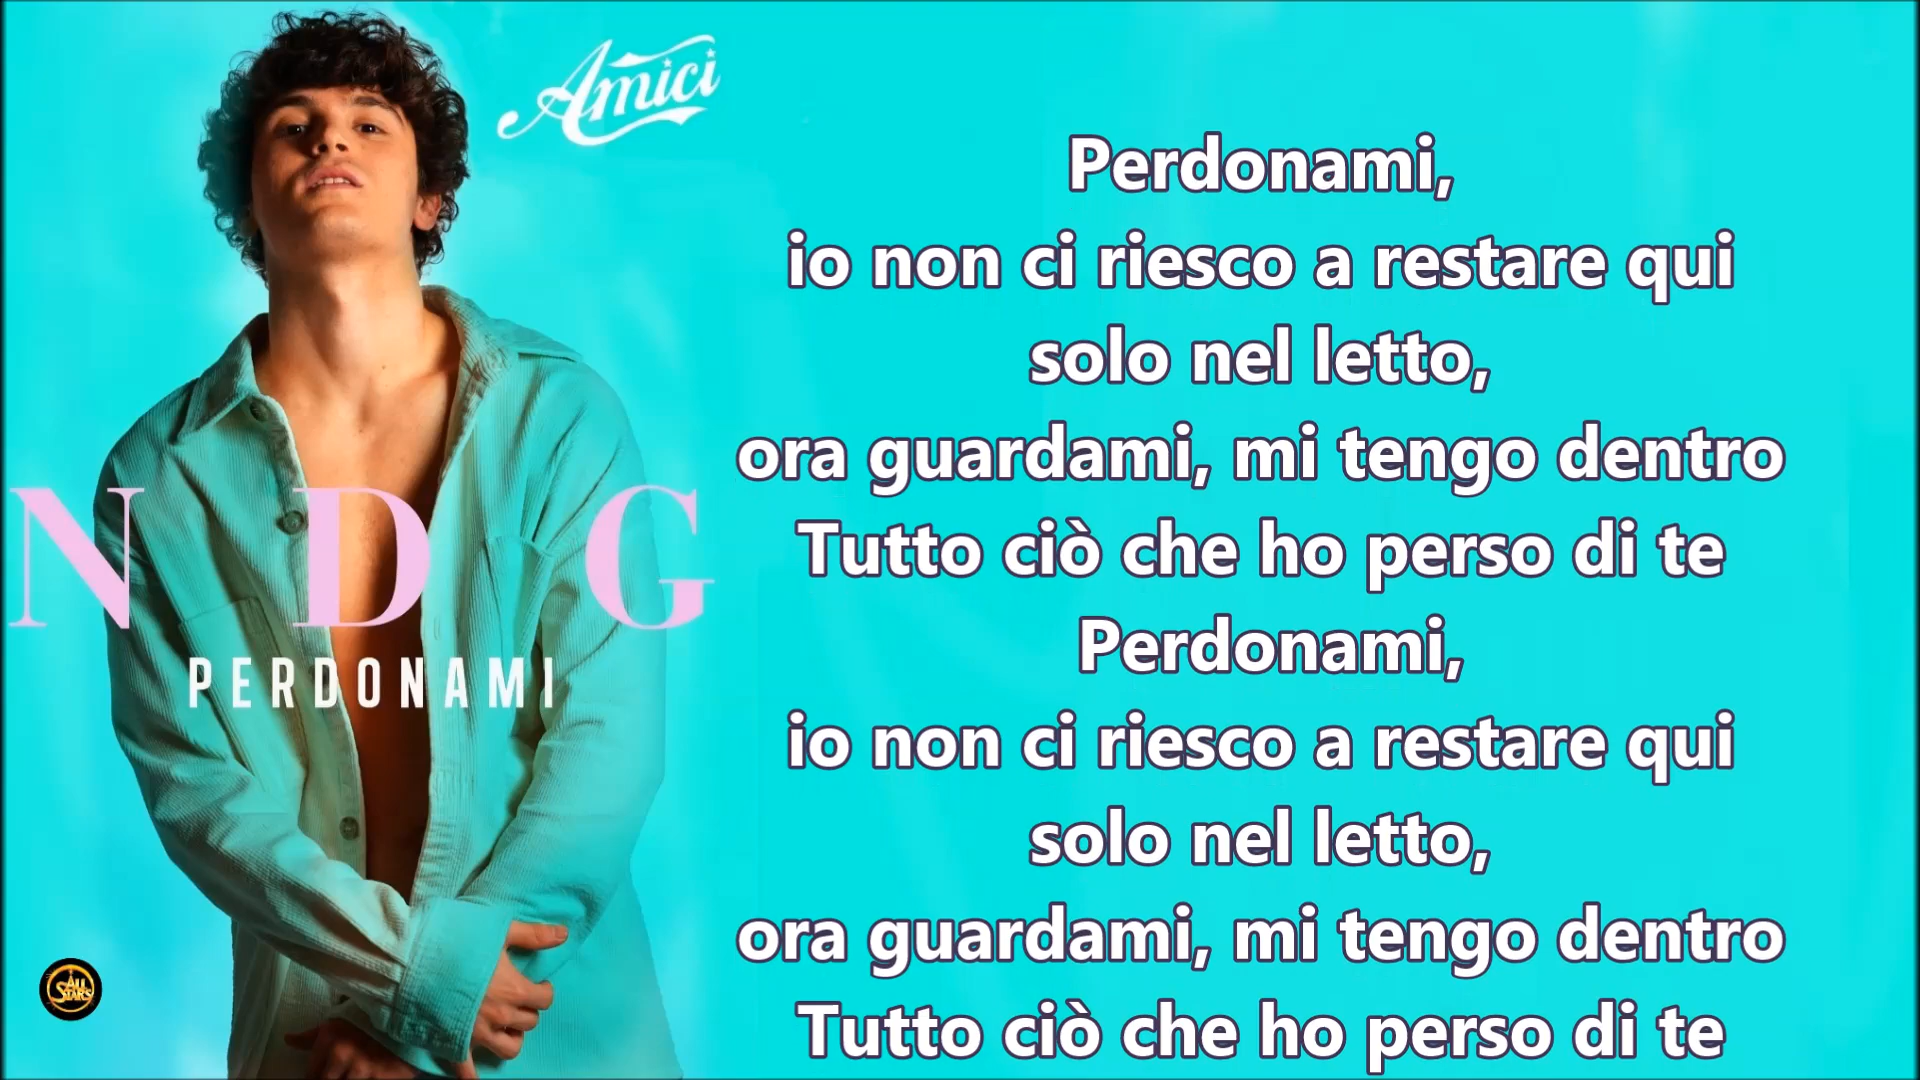 Amici
N D G
PERDONAMI
ALL
STARS
Perdonami,
io non ci riesco a restare qui
solo nel letto,
ora guardami, mi tengo dentro
Tutto ciò che ho perso di te
Perdonami,
io non ci riesco a restare qui
solo nel letto,
ora guardami, mi tengo dentro
Tutto ciò che ho perso di te